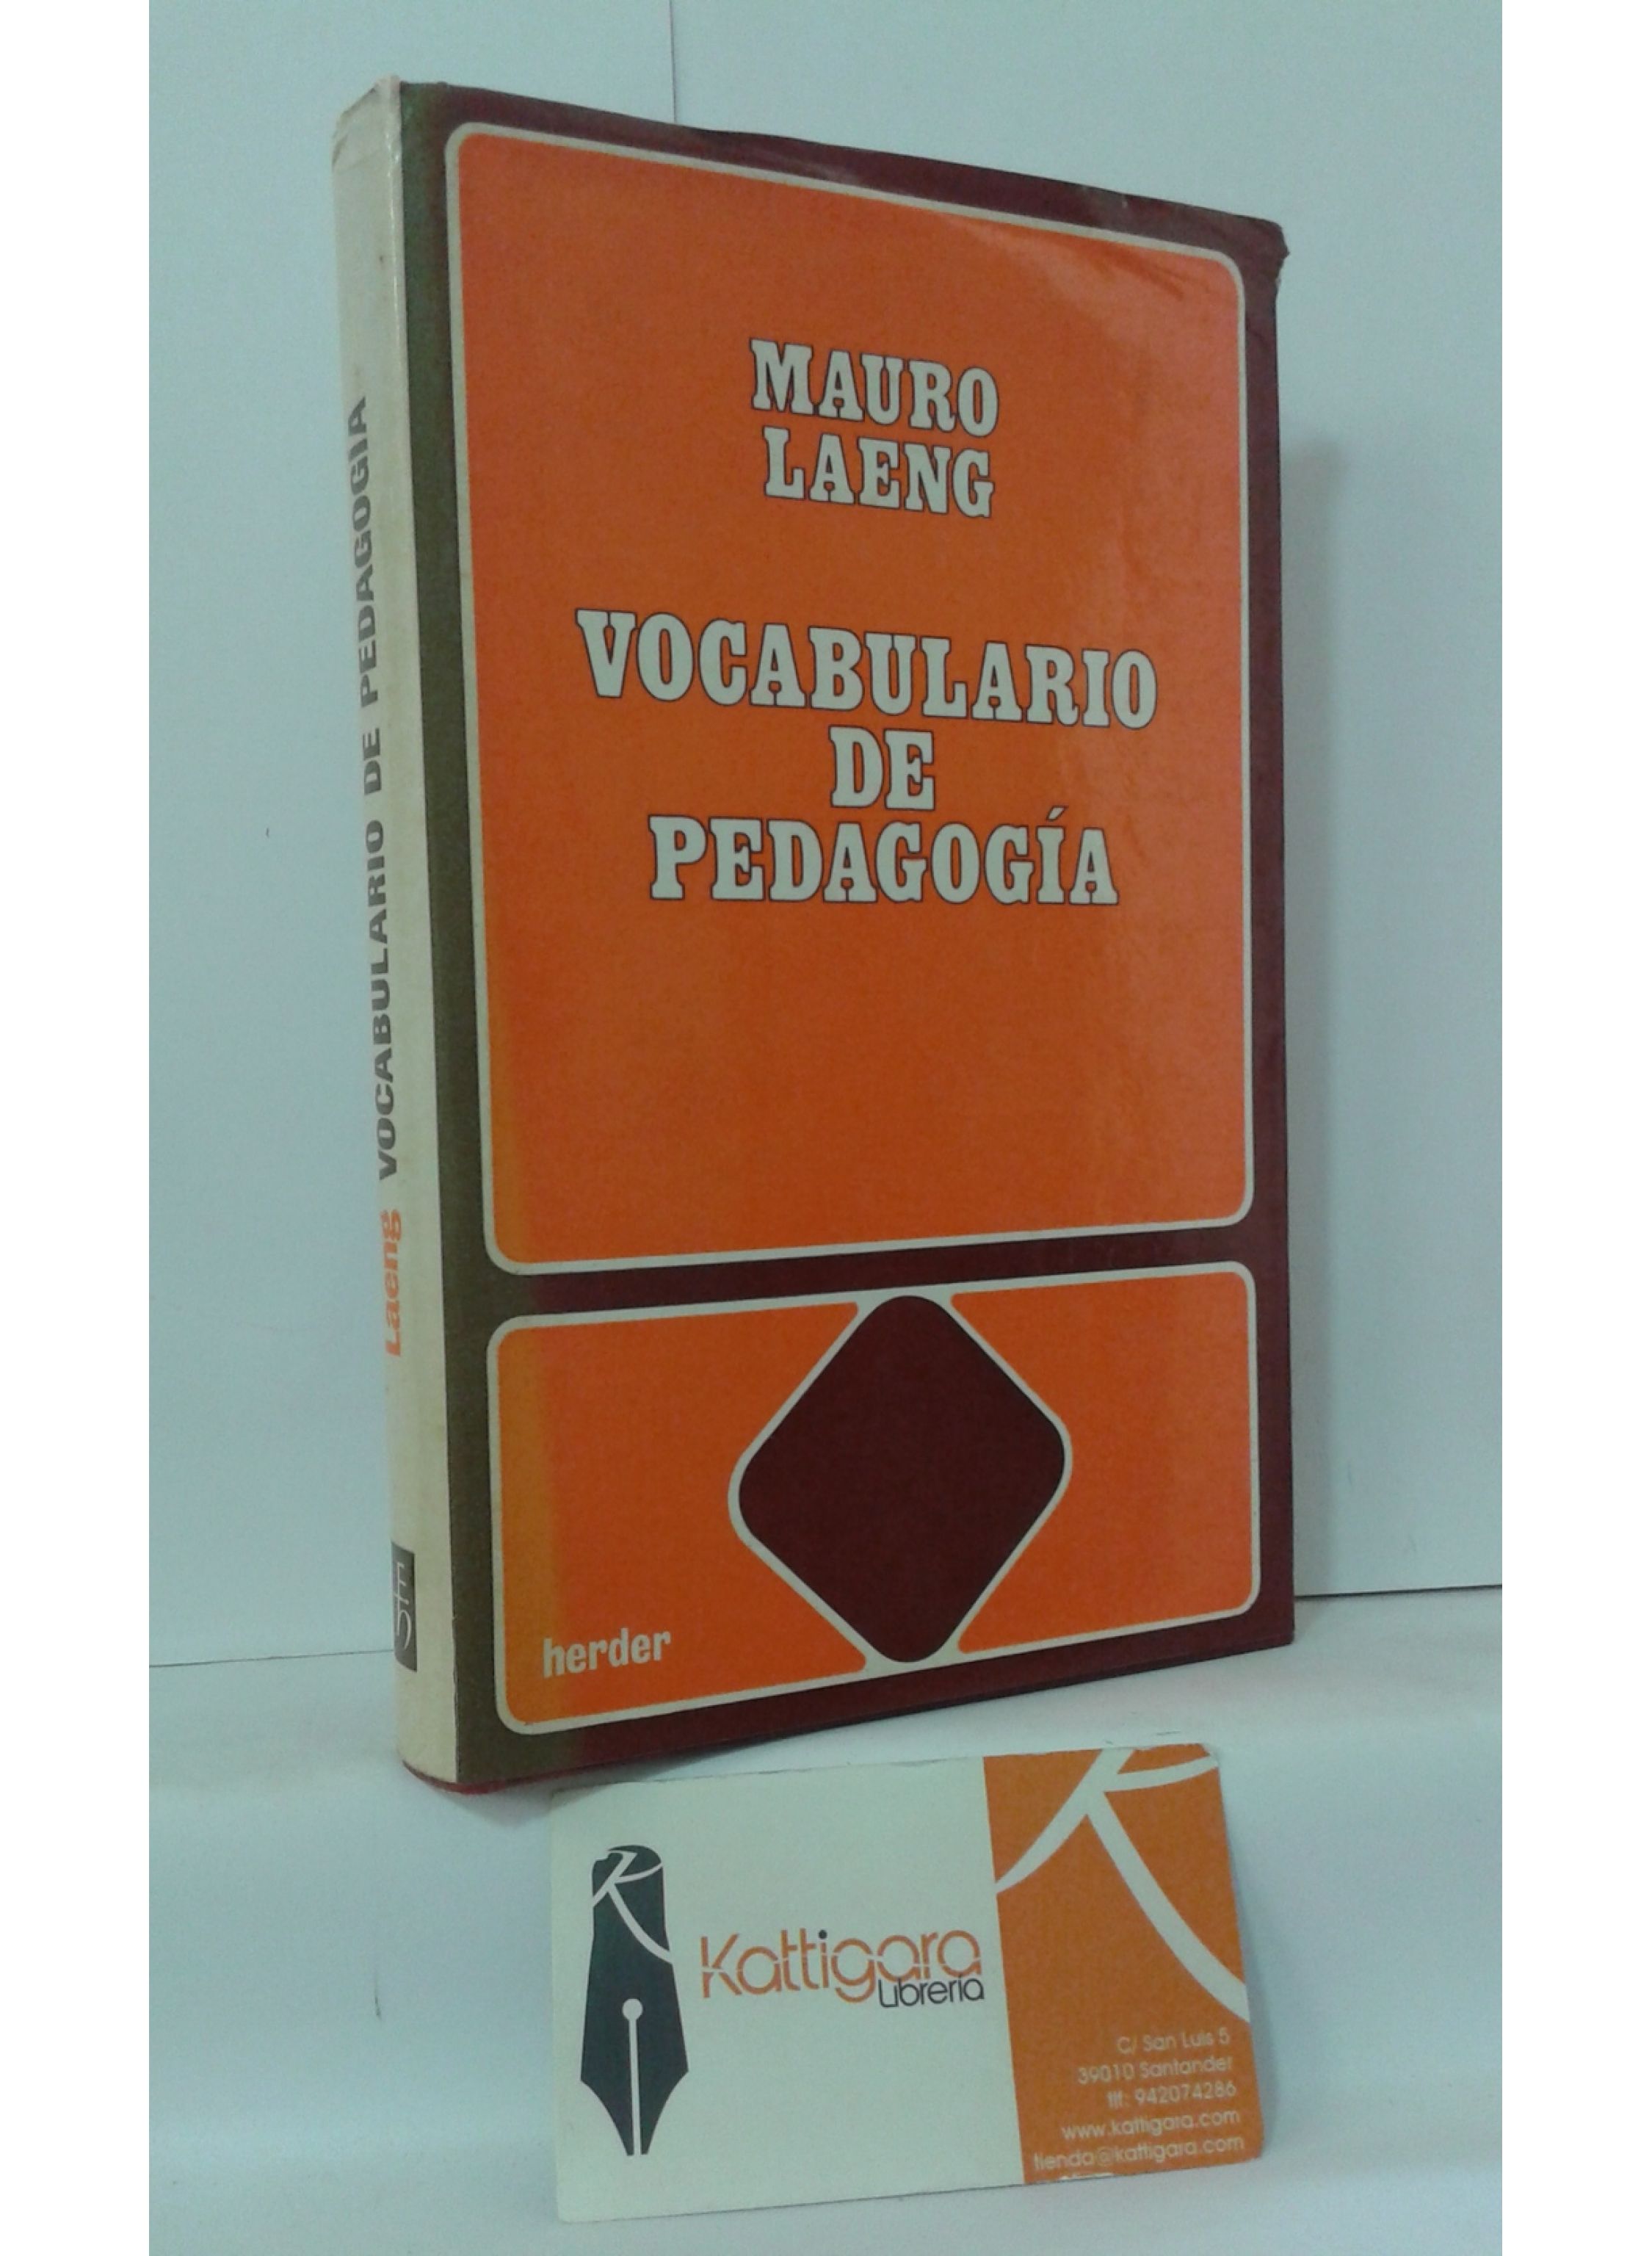 MAURO
LAENG
VOCABULARIO
DE
PEDAGOGÍA
herder
Laeng VOCABULARIO DE PEDAGOGIA
Kattigara
Librería
C/ San Luis 5
39010 Santander
tlf: 942074286
www.kattigara.com
tienda@kattigara.com